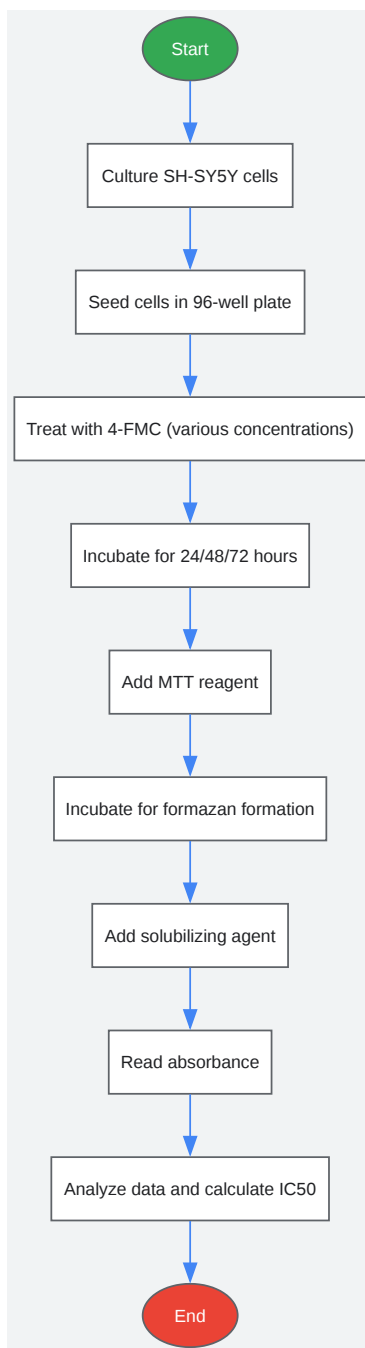 Start
Culture SH-SY5Y cells
Seed cells in 96-well plate
Treat with 4-FMC (various concentrations)
Incubate for 24/48/72 hours
Add MTT reagent
Incubate for formazan formation
Add solubilizing agent
Read absorbance
Analyze data and calculate IC50
End